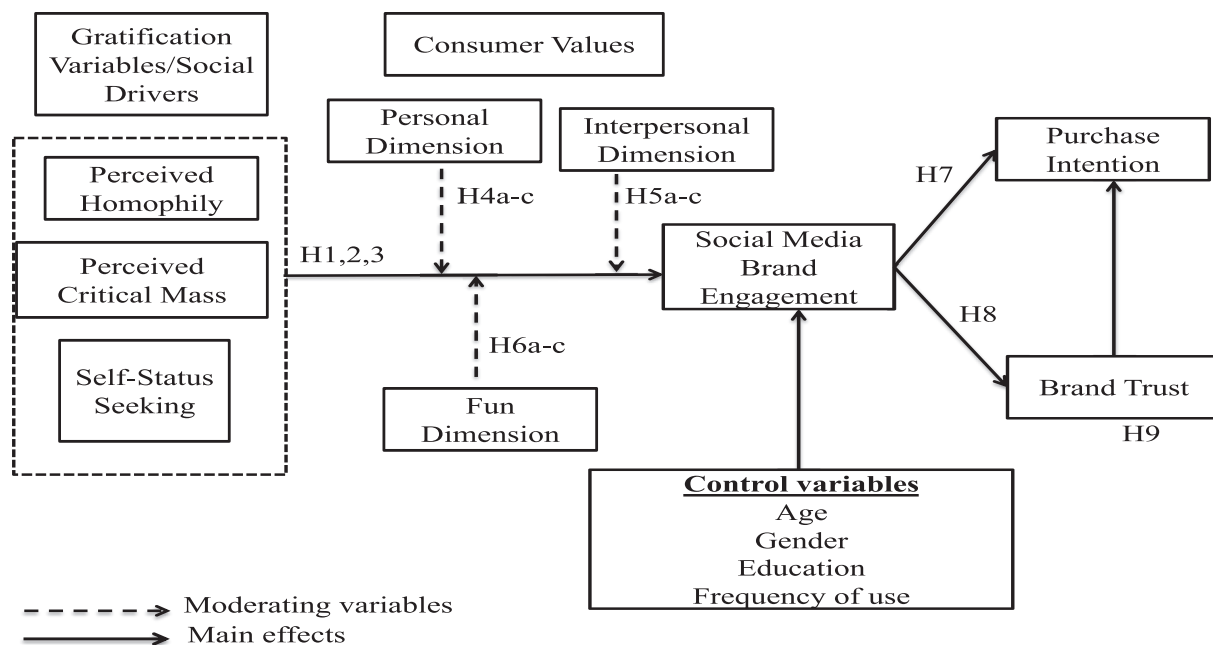 Gratification
Variables/Social
Drivers
Consumer Values
Personal
Dimension
Interpersonal
Dimension
Purchase
Intention
Perceived
Homophily
H4a-c
H5a-c
H7
Perceived
Critical Mass
H1,2,3
Social Media
Brand
Engagement
H6a-c
H8
Self-Status
Seeking
Fun
Dimension
Brand Trust
H9
Control variables
Age
Gender
Education
Frequency of use
Moderating variables
Main effects